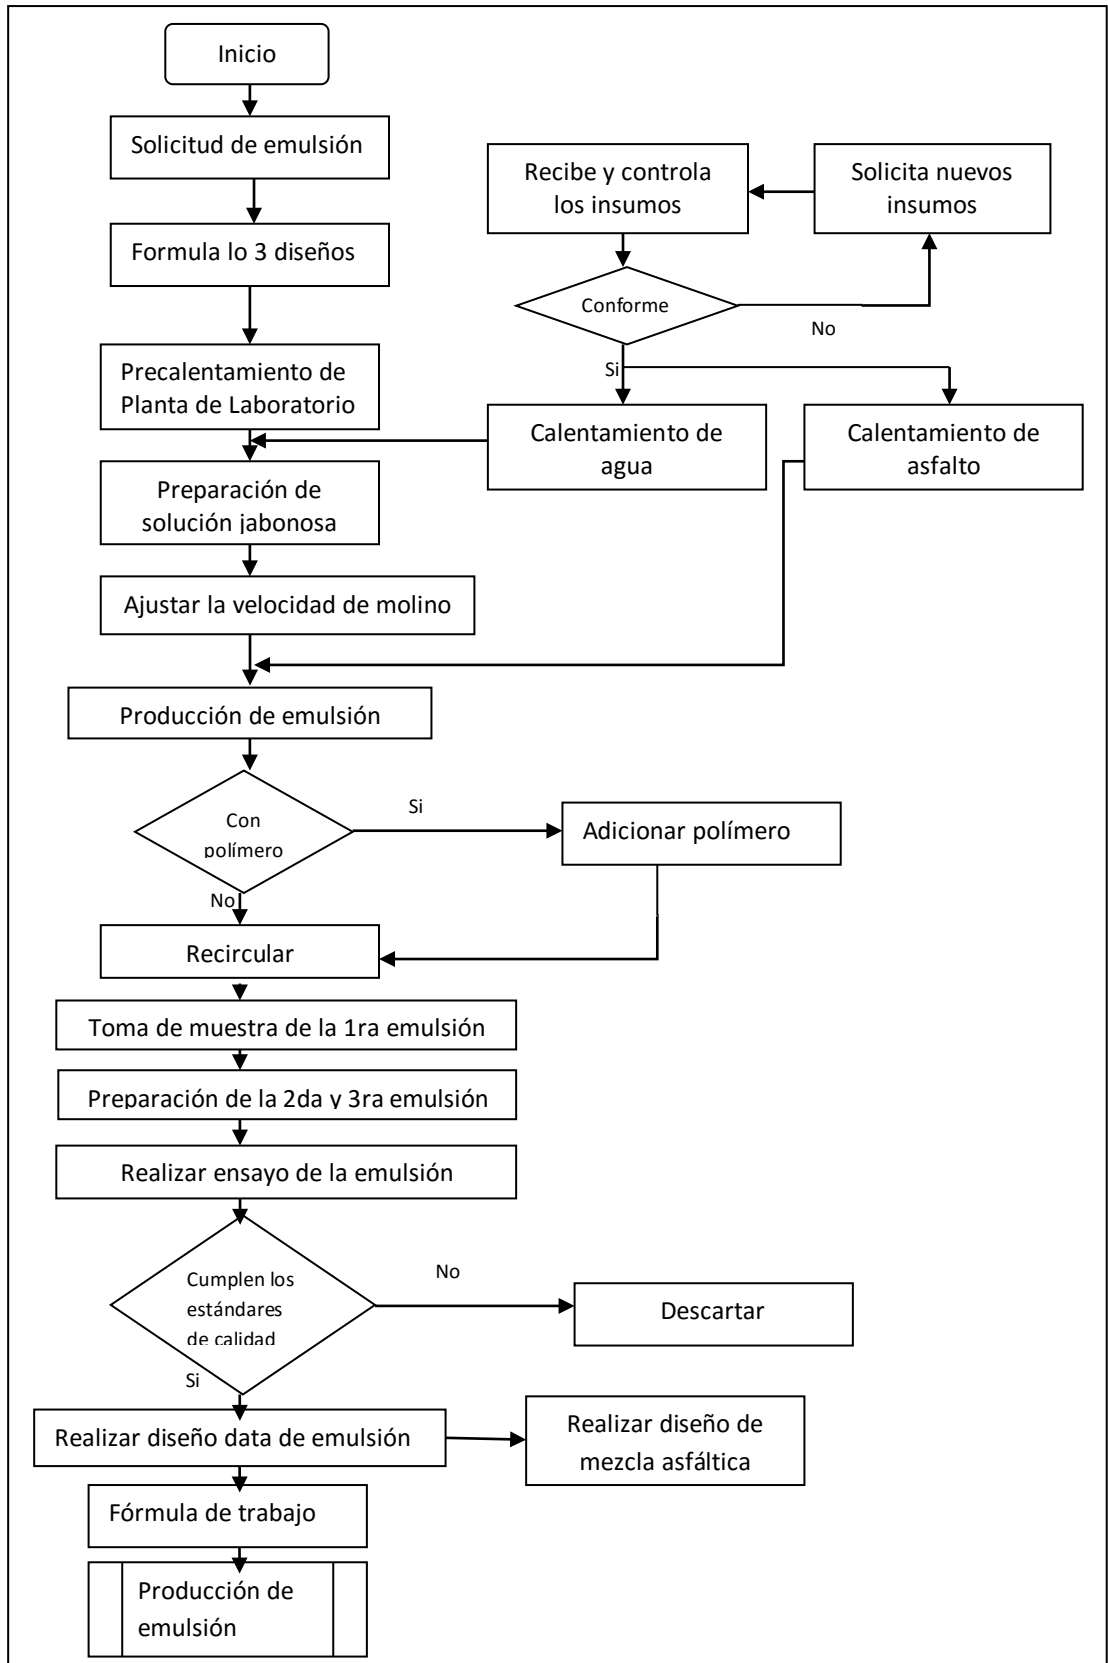 Inicio
Solicitud de emulsión
Recibe y controla
los insumos
Solicita nuevos
insumos
Formula lo 3 diseños
Conforme
No
Si
Precalentamiento de
Planta de Laboratorio
Calentamiento de
agua
Calentamiento de
asfalto
Preparación de
solución jabonosa
Ajustar la velocidad de molino
Producción de emulsión
Con
polímero
Si
Adicionar polímero
No
Recircular
Toma de muestra de la 1ra emulsión
Preparación de la 2da y 3ra emulsión
Realizar ensayo de la emulsión
Cumplen los
estándares
de calidad
No
Descartar
Si
Realizar diseño data de emulsión
Realizar diseño de
mezcla asfáltica
Fórmula de trabajo
Producción de
emulsión